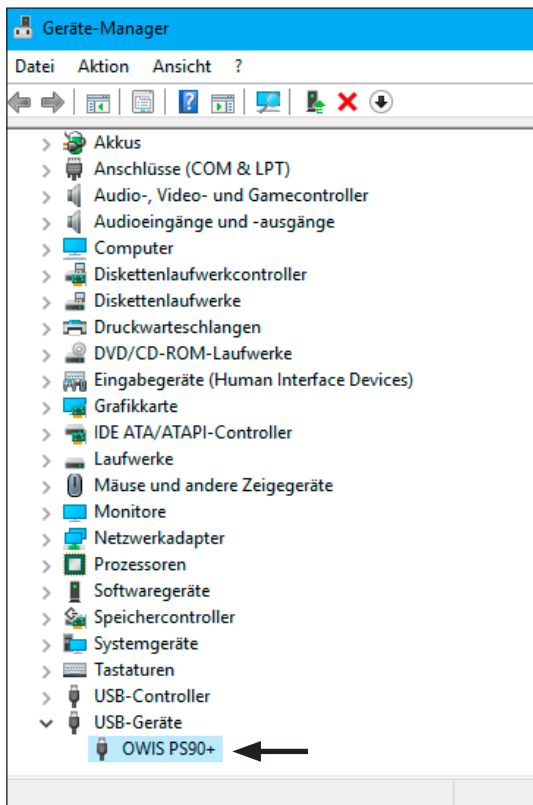 Geräte-Manager
Datei Aktion Ansicht ?
Akkus
Anschlüsse (COM & LPT)
Audio-, Video- und Gamecontroller
Audioeingänge und -ausgänge
Computer
Diskettenlaufwerkcontroller
Diskettenlaufwerke
Druckwarteschlangen
DVD/CD-ROM-Laufwerke
Eingabegeräte (Human Interface Devices)
Grafikkarte
IDE ATA/ATAPI-Controller
Laufwerke
Mäuse und andere Zeigegeräte
Monitore
Netzwerkadapter
Prozessoren
Softwaregeräte
Speichercontroller
Systemgeräte
Tastaturen
USB-Controller
USB-Geräte
OWIS PS90+